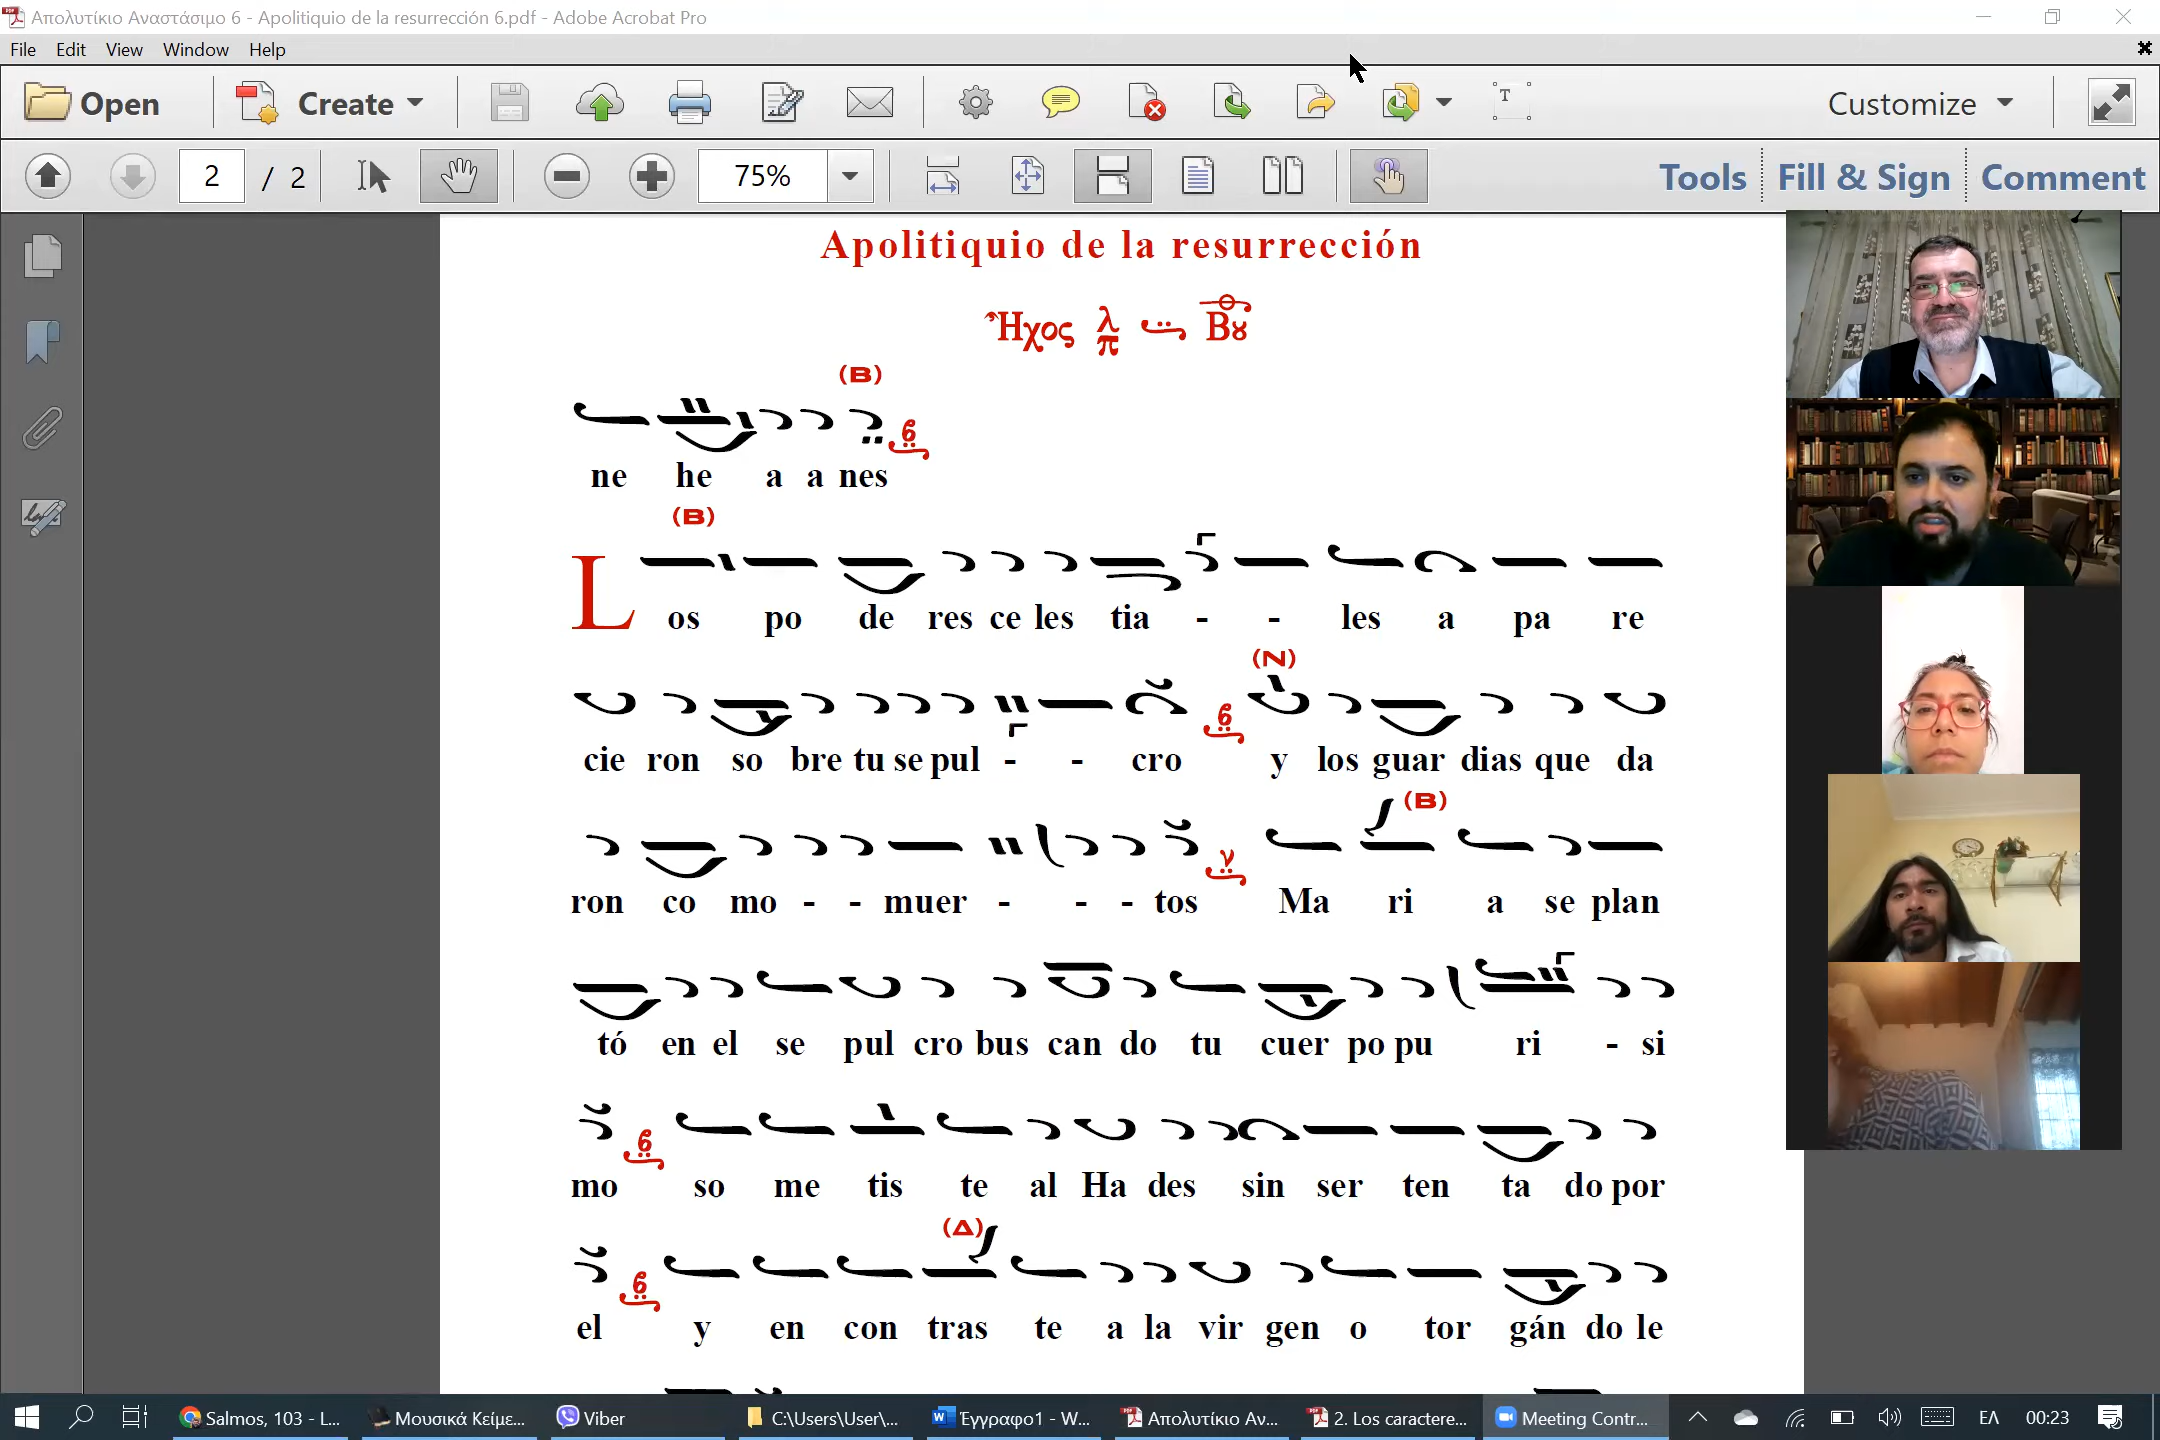 Απολυτίκιο Αναστάσιμο 6 - Apolitiquio de la resurrección 6.pdf - Adobe Acrobat Pro
File Edit View Window Help
Open Create Customize
2 / 2 75% Tools Fill & Sign Comment
Apolitiquio de la resurrección
Ἦχος λ π Βȣ
(Β)
ϐ
ne he a a nes
(Β)
Los po de res ce les tia - - les a pa re
(Ν)
ϐ
cie ron so bre tu se pul - - cro y los guar dias que da
(Β)
ν
ron co mo - - muer - - - tos Ma ri a se plan
tó en el se pul cro bus can do tu cuer po pu ri - si
ϐ
mo so me tis te al Ha des sin ser ten ta do por
(Δ)
ϐ
el y en con tras te a la vir gen o tor gán do le
Salmos, 103 - L... Μουσικά Κείμε... Viber C:\Users\User\... Έγγραφο1 - W... Απολυτίκιο Αν... 2. Los caractere... Meeting Contr... ΕΛ 00:23